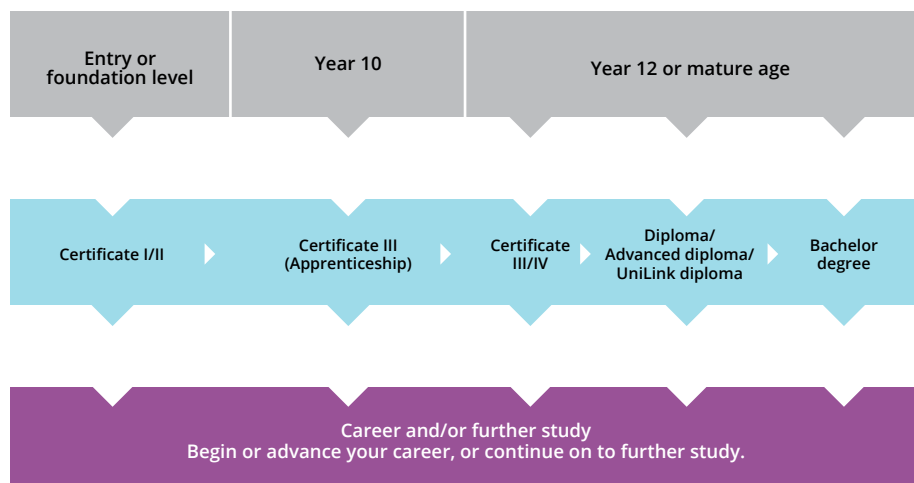 Entry or
foundation level
Year 10
Year 12 or mature age
Certificate I/II
Certificate III
(Apprenticeship)
Certificate
III/IV
Diploma/
Advanced diploma/
UniLink diploma
Bachelor
degree
Career and/or further study
Begin or advance your career, or continue on to further study.